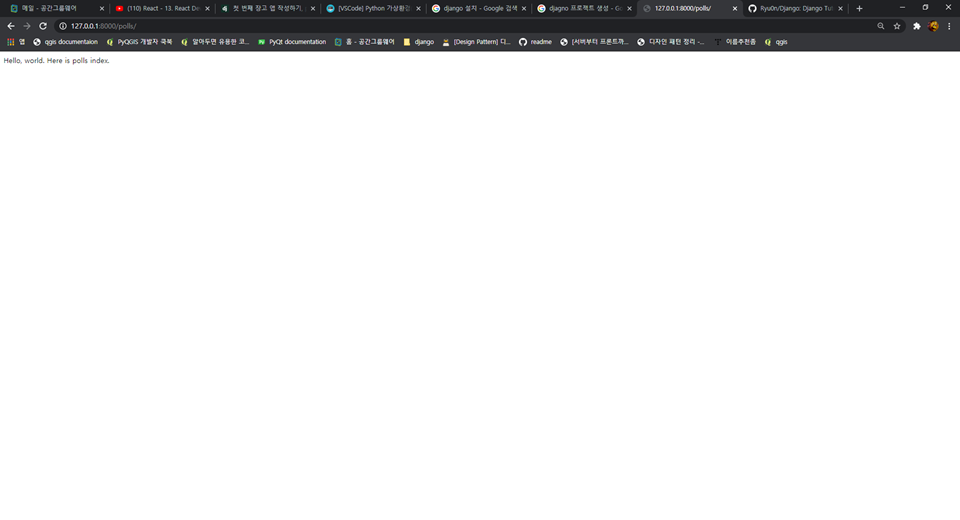 메일 - 공간그룹웨어
(110) React - 13. React De
첫 번째 장고 앱 작성하기,
[VSCode] Python 가상환경
django 설치 - Google 검색
djagno 프로젝트 생성 - Go
127.0.0.1:8000/polls/
Ryu0n/Django: Django Tut
127.0.0.1:8000/polls/
앱
qgis documentaion
PyQGIS 개발자 쿡북
알아두면 유용한 코...
PyQt documentation
홈 - 공간그룹웨어
django
[Design Pattern] 디...
readme
[서버부터 프론트까...
디자인 패턴 정리 -...
이름추천좀
qgis
Hello, world. Here is polls index.